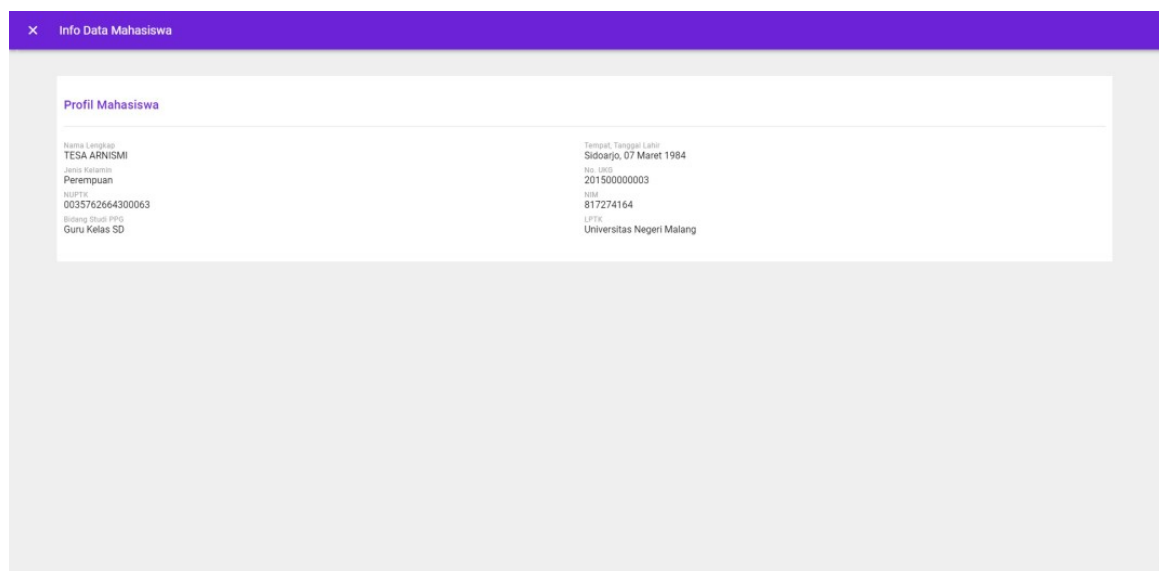 Info Data Mahasiswa
Profil Mahasiswa
Nama Lengkap
TESA ARNISMI
Jenis Kelamin
Perempuan
NUPTK
0035762664300063
Bidang Studi PPG
Guru Kelas SD
Tempat, Tanggal Lahir
Sidoarjo, 07 Maret 1984
No. UKG
201500000003
NIM
817274164
LPTK
Universitas Negeri Malang